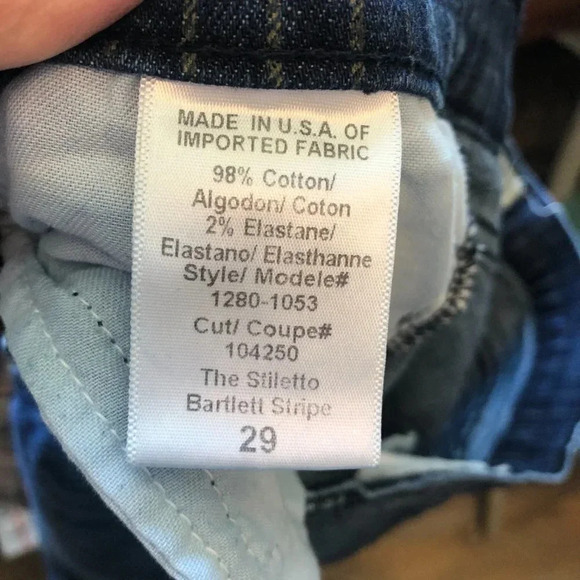 MADE IN U.S.A. OF
IMPORTED FABRIC
98% Cotton/
Algodon/ Coton
2% Elastane/
Elastano/ Elasthanne
Style/ Modele#
1280-1053
Cut/ Coupe#
104250
The Stiletto
Bartlett Stripe
29